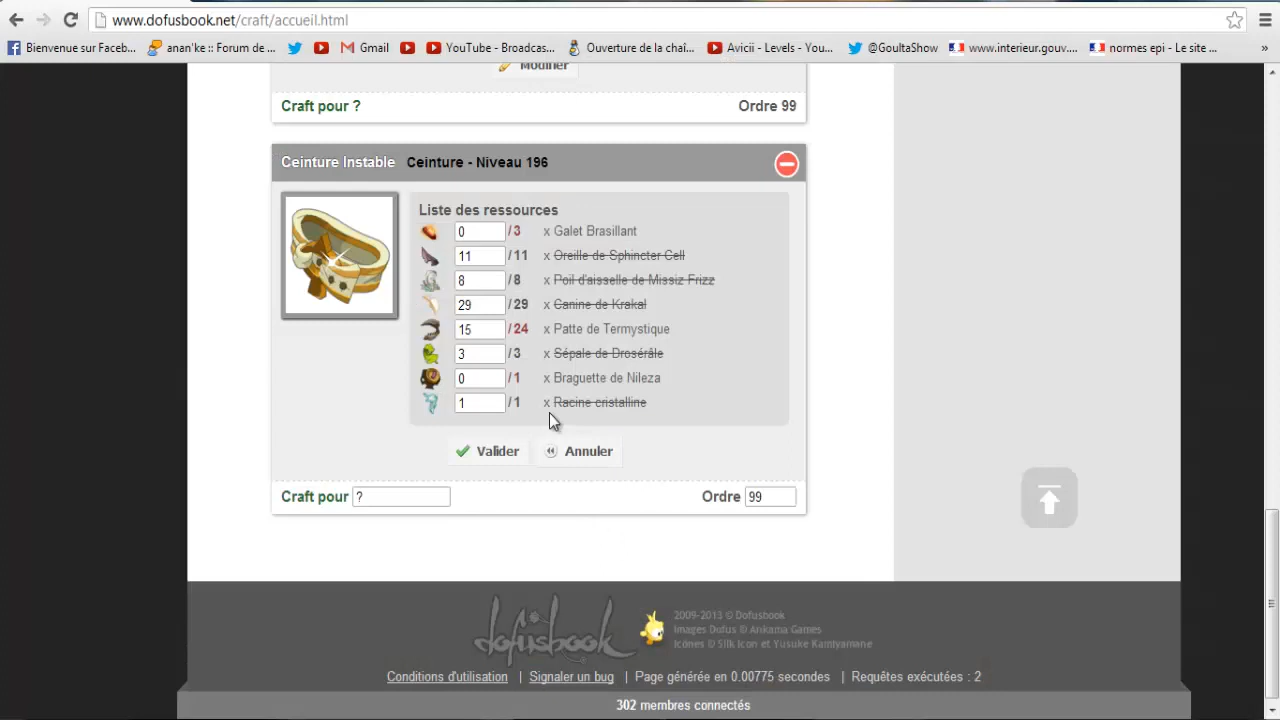 www.dofusbook.net/craft/accueil.html
Bienvenue sur Faceb... anan'ke :: Forum de ... Gmail YouTube - Broadcas... Ouverture de la chaî... Avicii - Levels - You... @GoultaShow www.interieur.gouv.... normes epi - Le site ... »
Modifier
Craft pour ? Ordre 99
Ceinture Instable Ceinture - Niveau 196
Liste des ressources
0 / 3 x Galet Brasillant
11 / 11 x Oreille de Sphincter Cell
8 / 8 x Poil d'aisselle de Missiz Frizz
29 / 29 x Canine de Krakal
15 / 24 x Patte de Termystique
3 / 3 x Sépale de Drosérâle
0 / 1 x Braguette de Nileza
1 / 1 x Racine cristalline
Valider Annuler
Craft pour ? Ordre 99
dofusbook
2009-2013 © Dofusbook
Images Dofus © Ankama Games
Icônes © Silk Icon et Yusuke Kamiyamane
Conditions d'utilisation | Signaler un bug | Page générée en 0.00775 secondes | Requêtes exécutées : 2
302 membres connectés